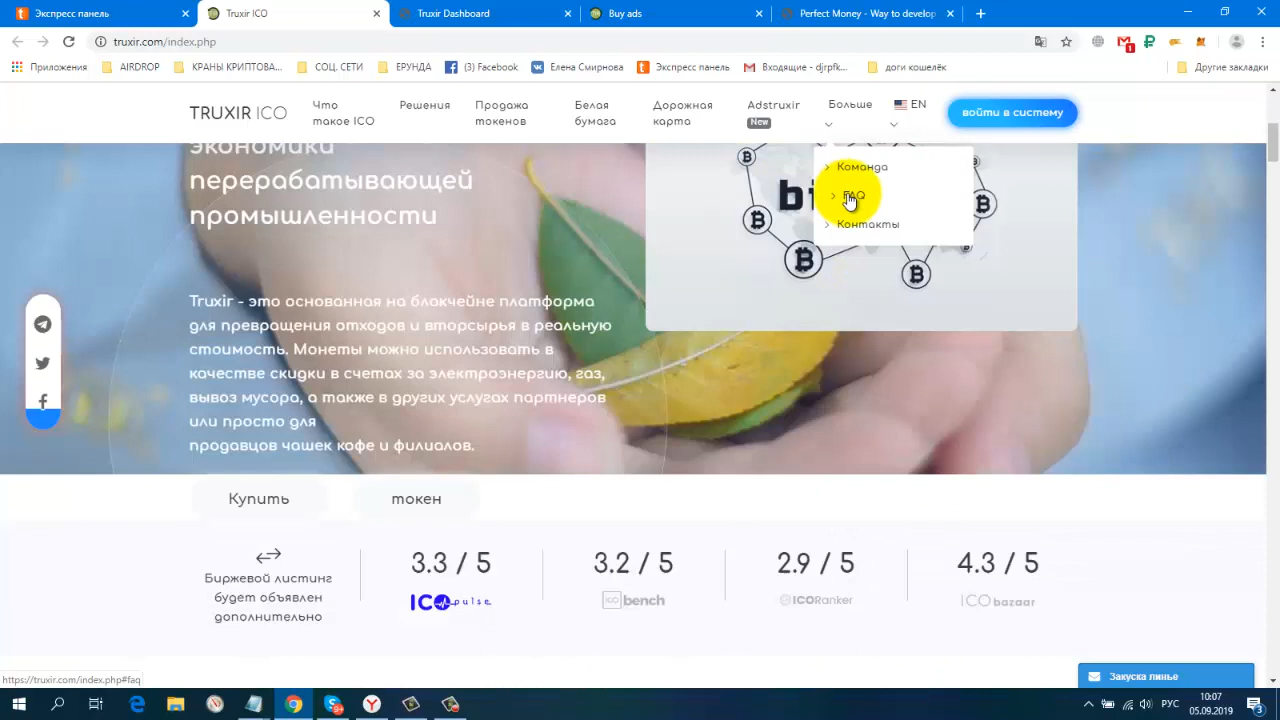 Экспресс панель
Truxir ICO
Truxir Dashboard
Buy ads
Perfect Money - Way to develop
truxir.com/index.php
Приложения
AIRDROP
КРАНЫ КРИПТОВА...
СОЦ. СЕТИ
ЕРУНДА
(3) Facebook
Елена Смирнова
Экспресс панель
Входящие - djrpfk...
доги кошелёк
Другие закладки
TRUXIR ICO
Что
такое ICO
Решения
Продажа
токенов
Белая
бумага
Дорожная
карта
Adstruxir
New
Больше
EN
войти в систему
Команда
FAQ
Контакты
экономики
перерабатывающей
промышленности
Truxir - это основанная на блокчейне платформа
для превращения отходов и вторсырья в реальную
стоимость. Монеты можно использовать в
качестве скидки в счетах за электроэнергию, газ,
вывоз мусора, а также в других услугах партнеров
или просто для
продавцов чашек кофе и филиалов.
Купить
токен
Биржевой листинг
будет объявлен
дополнительно
3.3 / 5
ICO pulse
3.2 / 5
ICO bench
2.9 / 5
ICORanker
4.3 / 5
ICO bazaar
https://truxir.com/index.php#faq
Закуска линье
РУС
10:07
05.09.2019